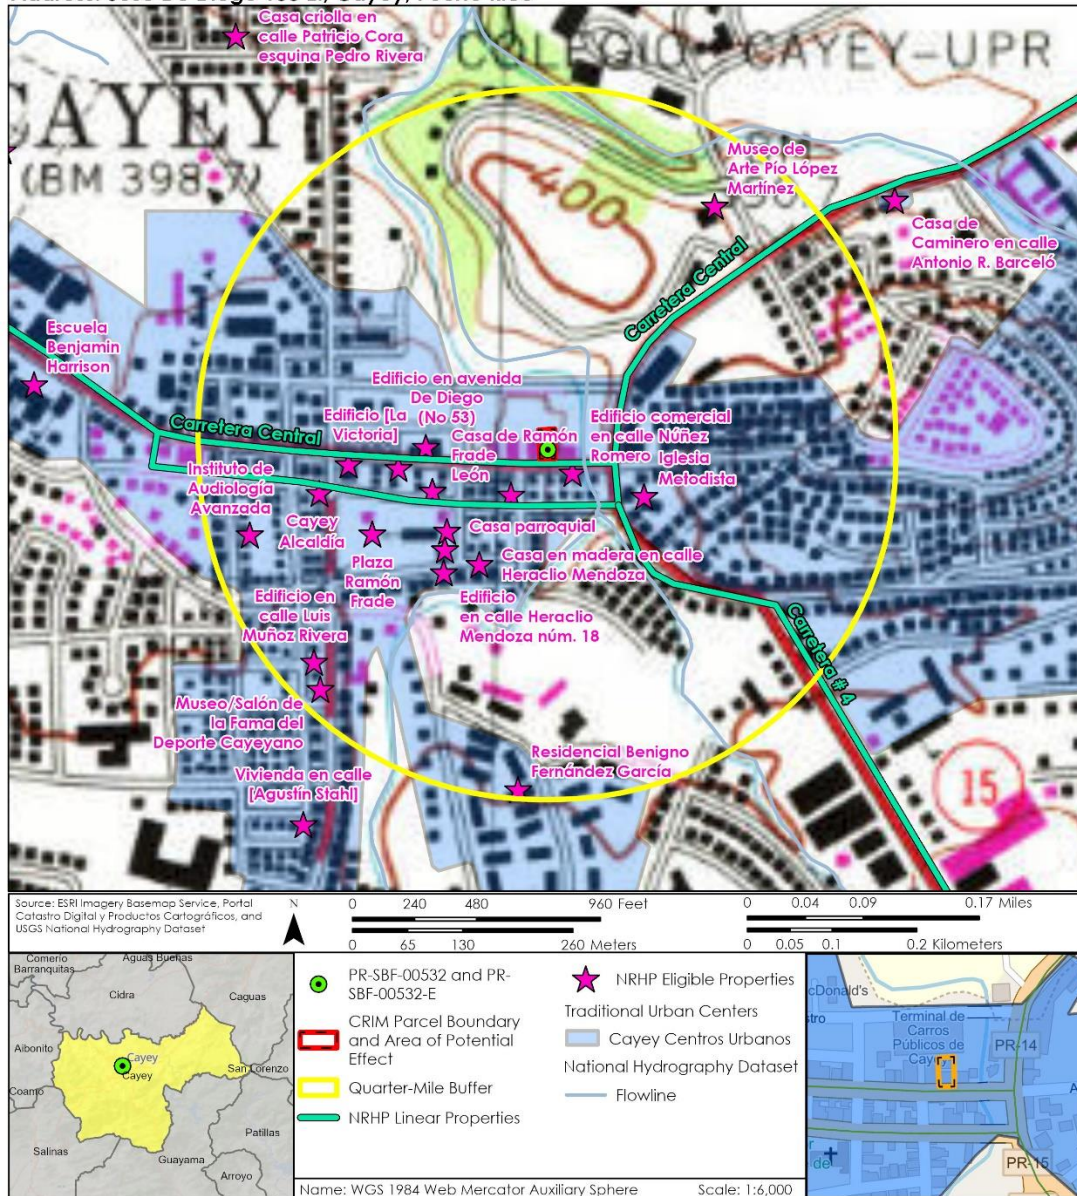 Casa criolla en
calle Patricio Cora
esquina Pedro Rivera
COLEGIO
CAYEY-UPR
CAYEY
(BM 398.7)
400
Museo de
Arte Pío López
Martínez
Casa de
Caminero en calle
Antonio R. Barceló
Carretera Central
Escuela
Benjamin
Harrison
Edificio en avenida
De Diego
(No 53)
Edificio [La
Victoria]
Carretera Central
Casa de Ramón
Frade
León
Edificio comercial
en calle Núñez
Romero
Iglesia
Metodista
Instituto de
Audiología
Avanzada
Cayey
Alcaldía
Plaza
Ramón
Frade
Casa parroquial
Casa en madera en calle
Heraclio Mendoza
Edificio
en calle Heraclio
Mendoza núm. 18
Edificio en
calle Luis
Muñoz Rivera
Carretera # 4
Museo/Salón de
la Fama del
Deporte Cayeyano
Residencial Benigno
Fernández García
Vivienda en calle
[Agustín Stahl]
15
Source: ESRI Imagery Basemap Service, Portal
Catastro Digital y Productos Cartográficos, and
USGS National Hydrography Dataset
N
0 240 480 960 Feet
0 65 130 260 Meters
0 0.04 0.09 0.17 Miles
0 0.05 0.1 0.2 Kilometers
Comerío
Barranquitas
Aguas Buenas
Cidra
Caguas
Aibonito
Cayey
Cayey
San Lorenzo
Coamo
Patillas
Salinas
Guayama
Arroyo
PR-SBF-00532 and PR-
SBF-00532-E
CRIM Parcel Boundary
and Area of Potential
Effect
Quarter-Mile Buffer
NRHP Linear Properties
NRHP Eligible Properties
Traditional Urban Centers
Cayey Centros Urbanos
National Hydrography Dataset
Flowline
Name: WGS 1984 Web Mercator Auxiliary Sphere
Scale: 1:6,000
cDonald's
Terminal de
Carros
Públicos de
Cayey
PR-14
PR-15